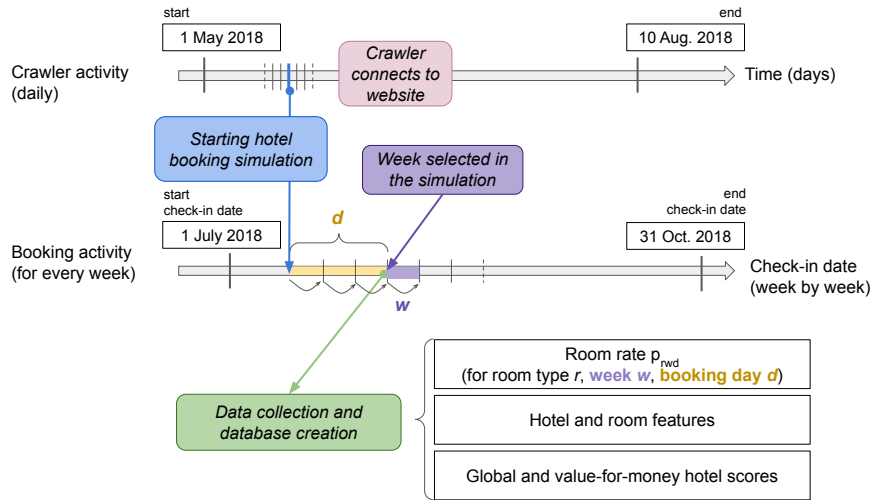 start
1 May 2018
end
10 Aug. 2018
Crawler activity
(daily)
Crawler
connects to
website
Time (days)
Starting hotel
booking simulation
Week selected in
the simulation
start
check-in date
1 July 2018
d
end
check-in date
31 Oct. 2018
Booking activity
(for every week)
Check-in date
(week by week)
w
Data collection and
database creation
Room rate p_rwd
(for room type r, week w, booking day d)
Hotel and room features
Global and value-for-money hotel scores